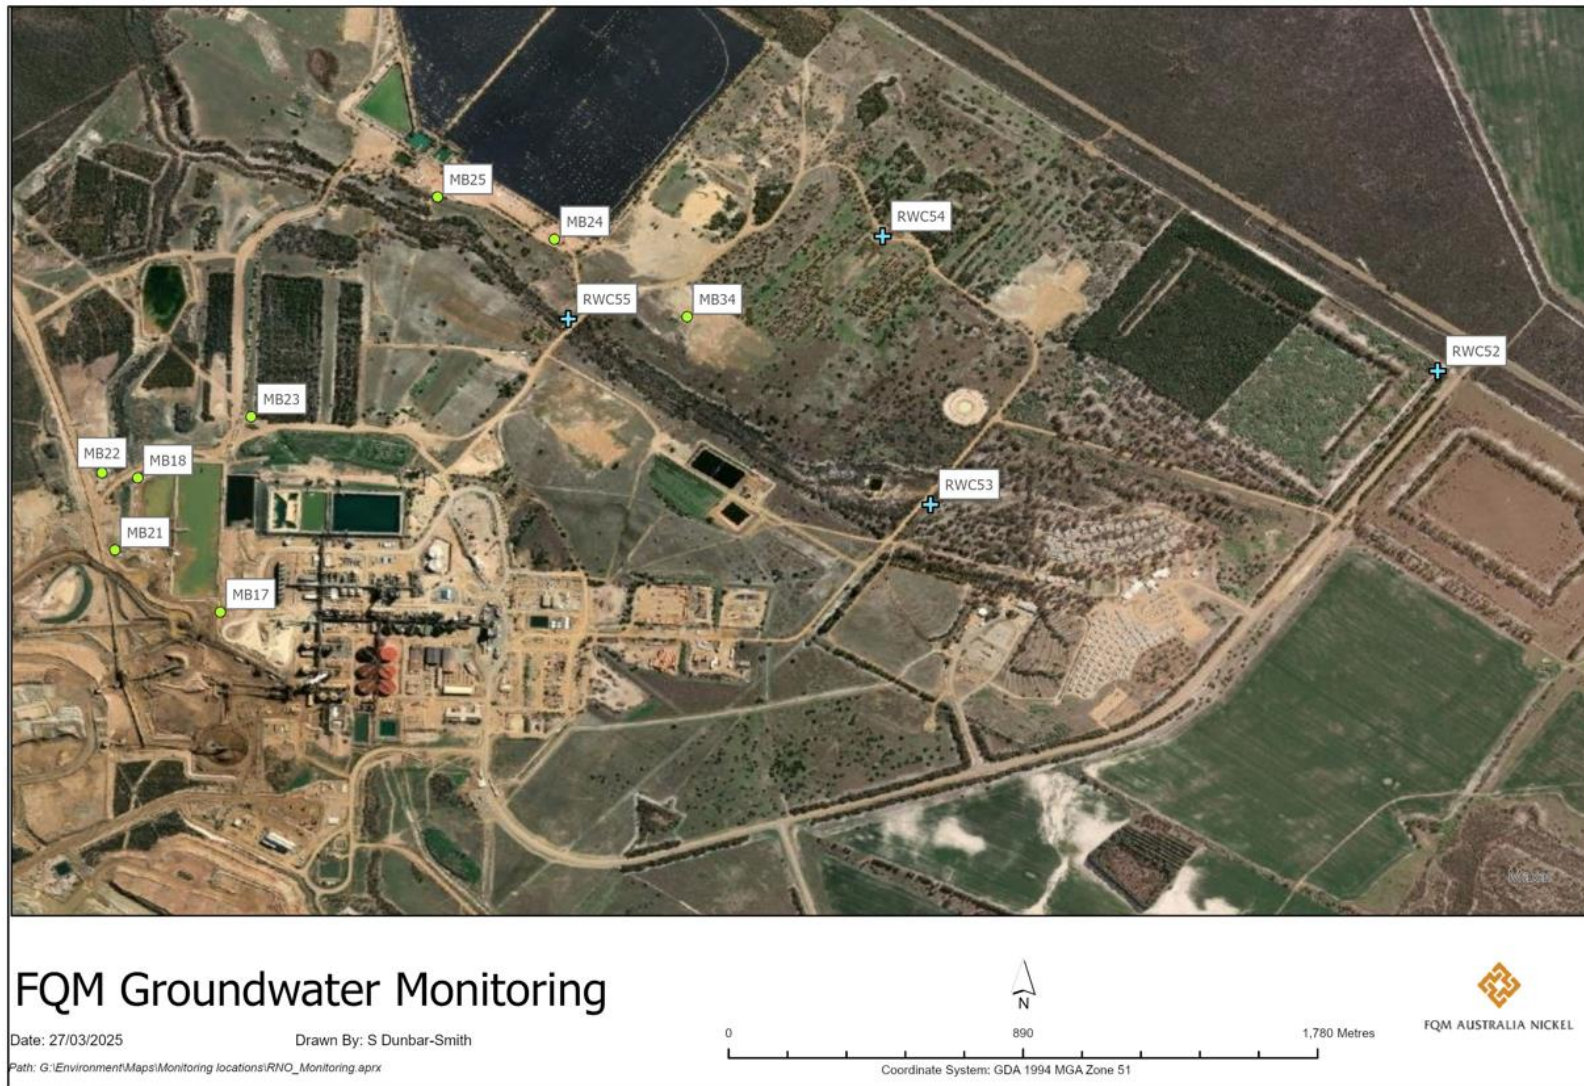 MB25
MB24
RWC54
RWC55
MB34
RWC52
MB23
MB22
MB18
RWC53
MB21
MB17
Maxar
FQM Groundwater Monitoring
N
FQM AUSTRALIA NICKEL
Date: 27/03/2025 Drawn By: S Dunbar-Smith
0 890 1,780 Metres
Path: G:\Environment\Maps\Monitoring locations\RNO_Monitoring.aprx
Coordinate System: GDA 1994 MGA Zone 51